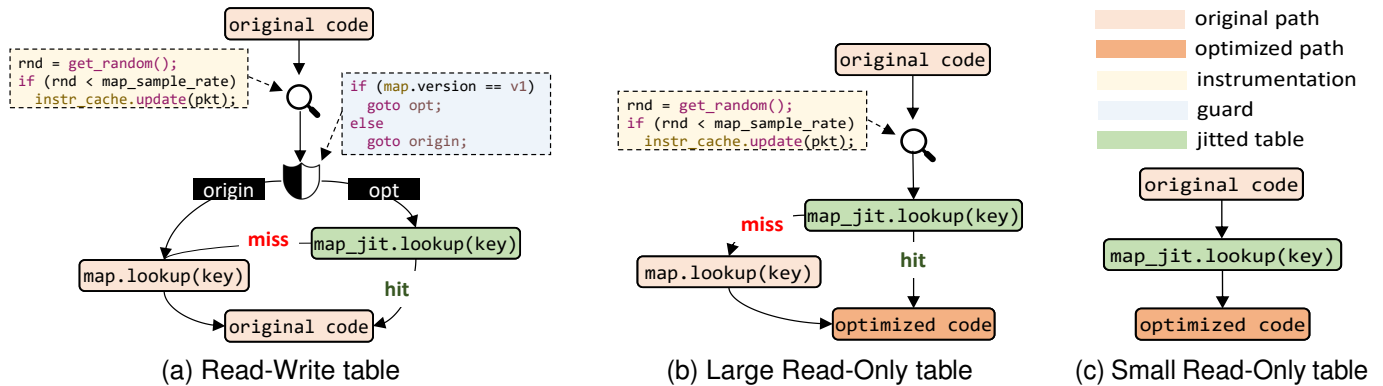 original code
rnd = get_random();
if (rnd < map_sample_rate)
instr_cache.update(pkt);
if (map.version == v1)
goto opt;
else
goto origin;
origin
opt
miss
map_jit.lookup(key)
map.lookup(key)
hit
original code
(a) Read-Write table
original code
rnd = get_random();
if (rnd < map_sample_rate)
instr_cache.update(pkt);
map_jit.lookup(key)
miss
map.lookup(key)
hit
optimized code
(b) Large Read-Only table
original path
optimized path
instrumentation
guard
jitted table
original code
map_jit.lookup(key)
optimized code
(c) Small Read-Only table